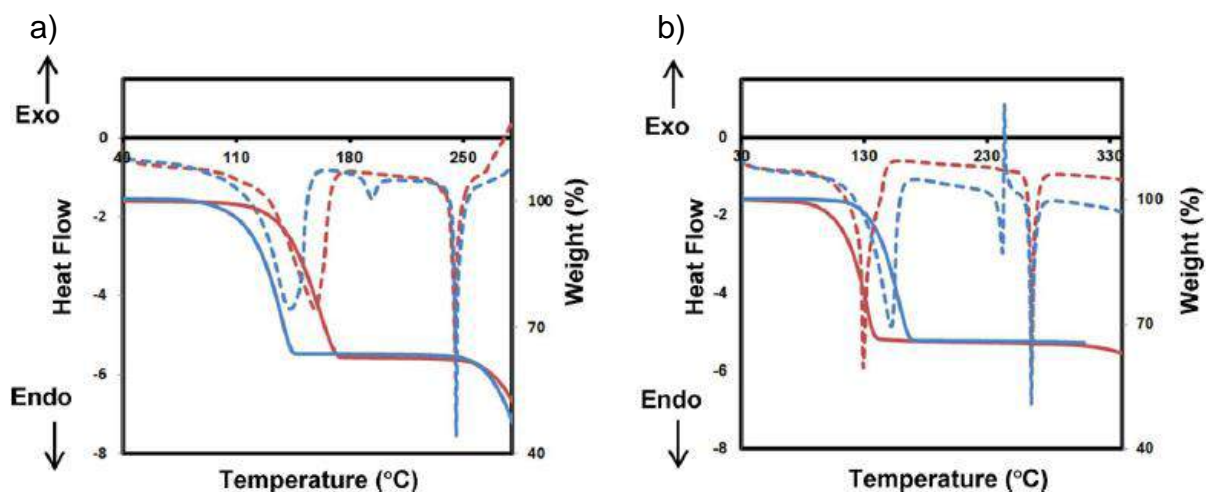 a)
Exo
0
40
110
180
250
-2
-4
-6
-8
Heat Flow
100
70
40
Weight (%)
Endo
Temperature (°C)
b)
Exo
0
30
130
230
330
-2
-4
-6
-8
Heat Flow
100
70
40
Weight (%)
Endo
Temperature (°C)